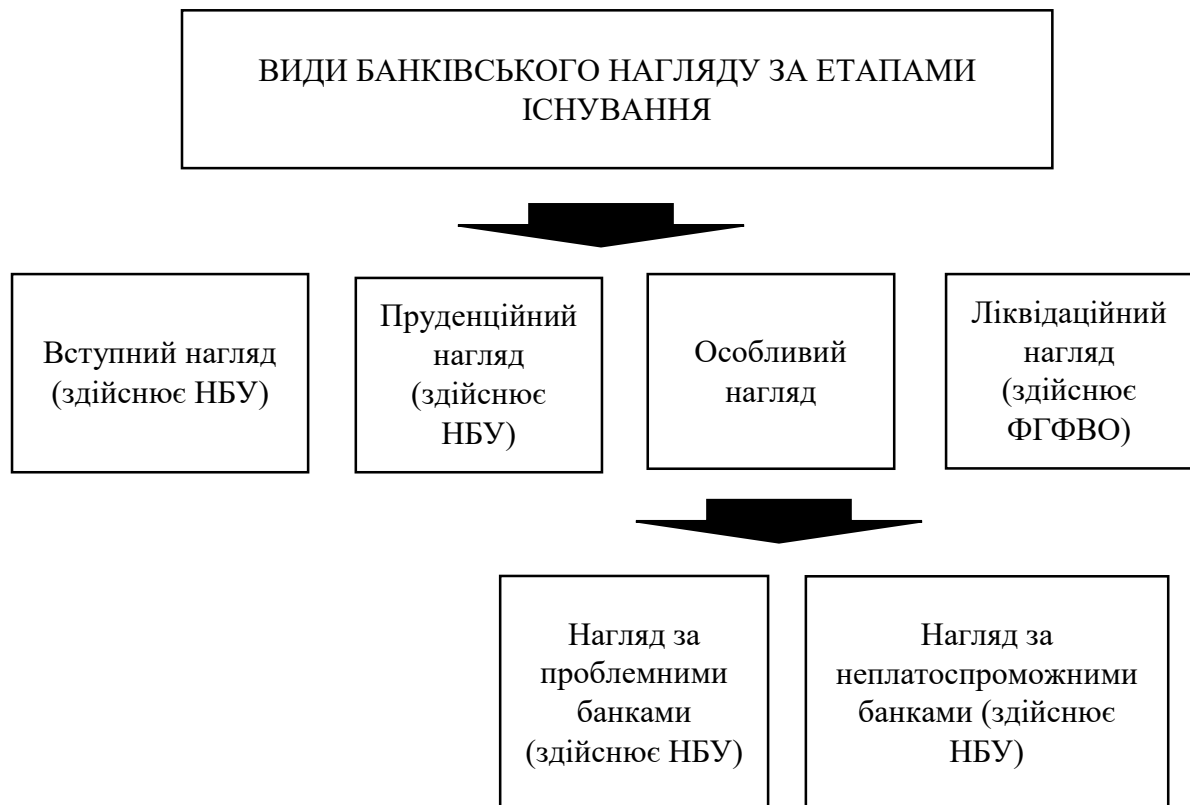 ВИДИ БАНКІВСЬКОГО НАГЛЯДУ ЗА ЕТАПАМИ
ІСНУВАННЯ
Вступний нагляд
(здійснює НБУ)
Пруденційний
нагляд
(здійснює
НБУ)
Особливий
нагляд
Ліквідаційний
нагляд
(здійснює
ФГФВО)
Нагляд за
проблемними
банками
(здійснює НБУ)
Нагляд за
неплатоспроможними
банками (здійснює
НБУ)